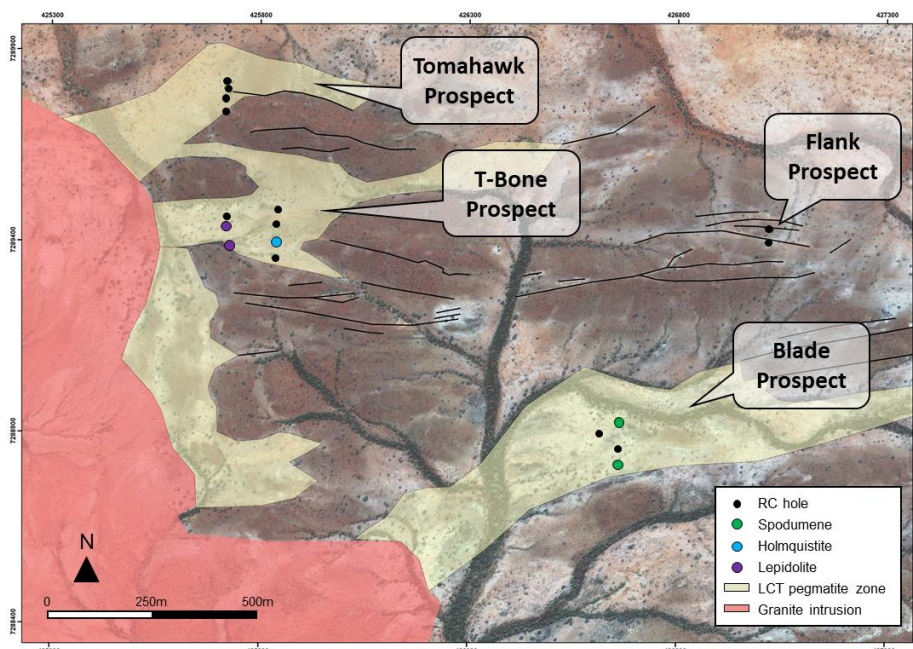 425300
425800
426300
426800
427300
7289900
7289400
7288900
7288400
Tomahawk
Prospect
Flank
Prospect
T-Bone
Prospect
Blade
Prospect
N
0
250m
500m
RC hole
Spodumene
Holmquistite
Lepidolite
LCT pegmatite zone
Granite intrusion